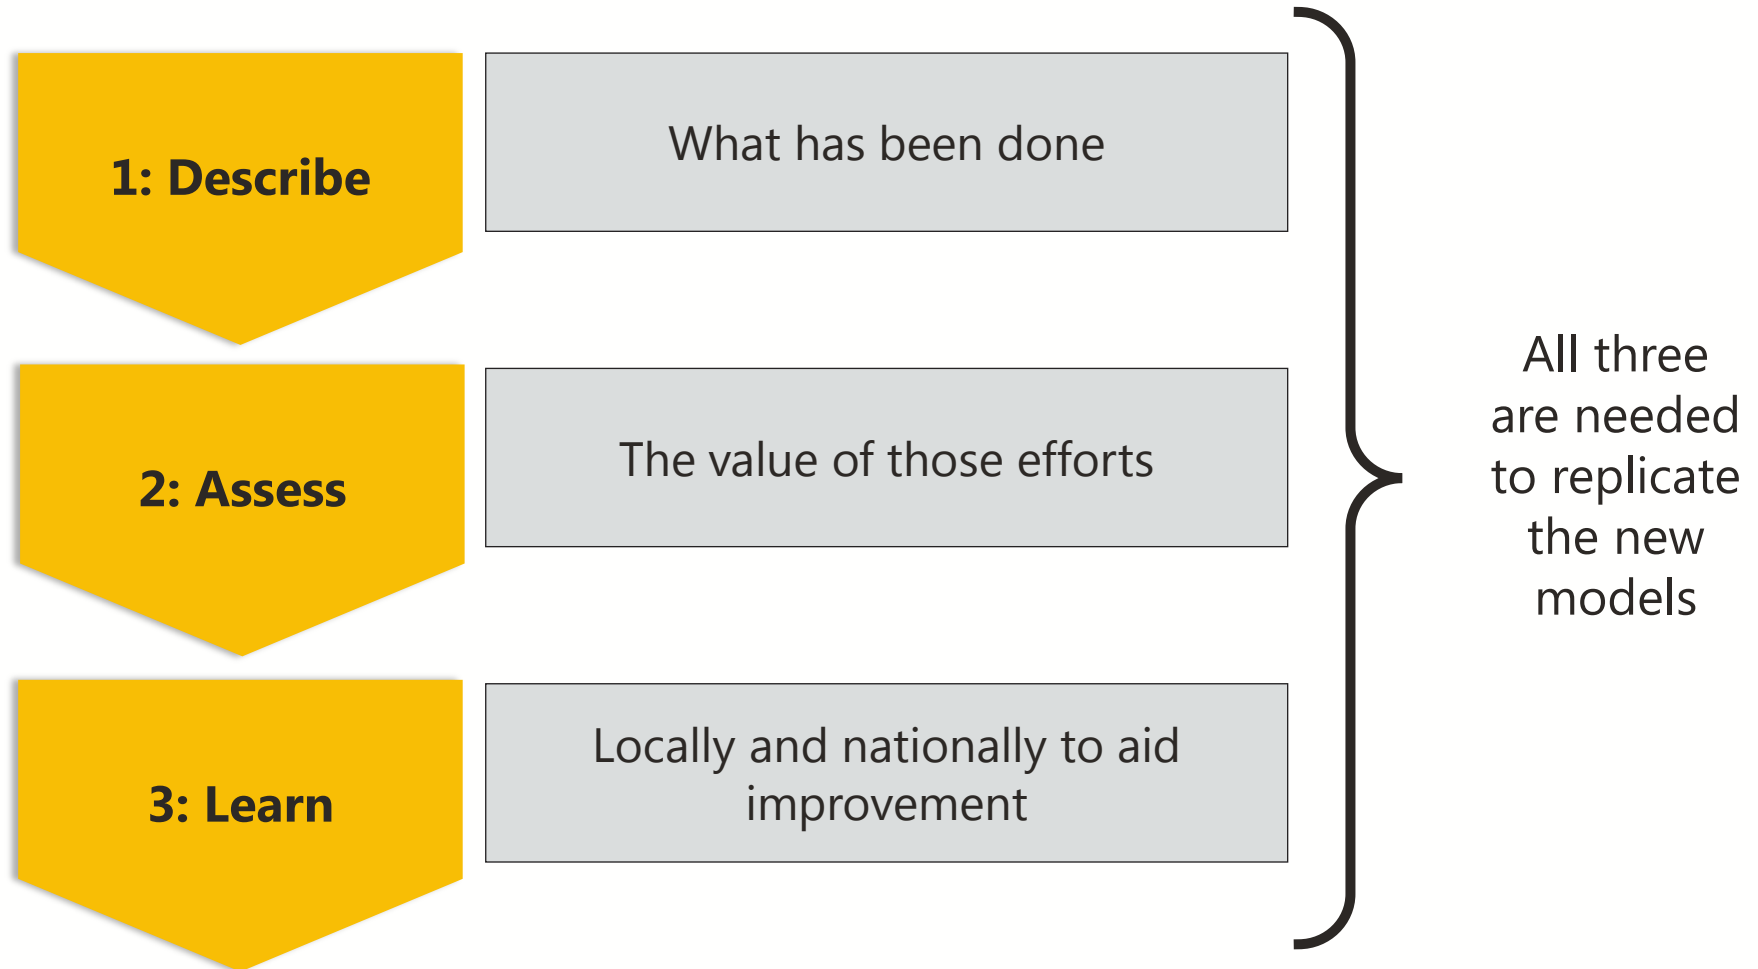 1: Describe
What has been done
2: Assess
The value of those efforts
3: Learn
Locally and nationally to aid
improvement
All three
are needed
to replicate
the new
models